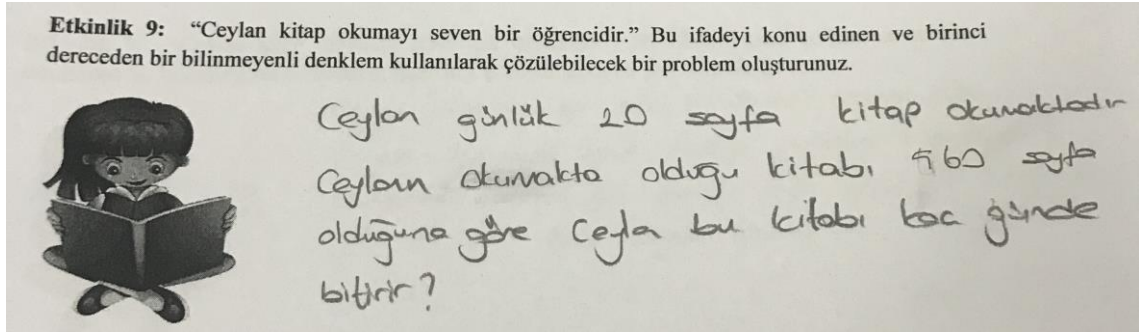 Etkinlik 9: “Ceylan kitap okumayı seven bir öğrencidir.” Bu ifadeyi konu edinen ve birinci
dereceden bir bilinmeyenli denklem kullanılarak çözülebilecek bir problem oluşturunuz.
Ceylan günlük 20 sayfa kitap okumaktadır
Ceylanın okumakta olduğu kitabı sayfa
olduğuna göre Ceyla bu kitabı kaç günde
bitirir?